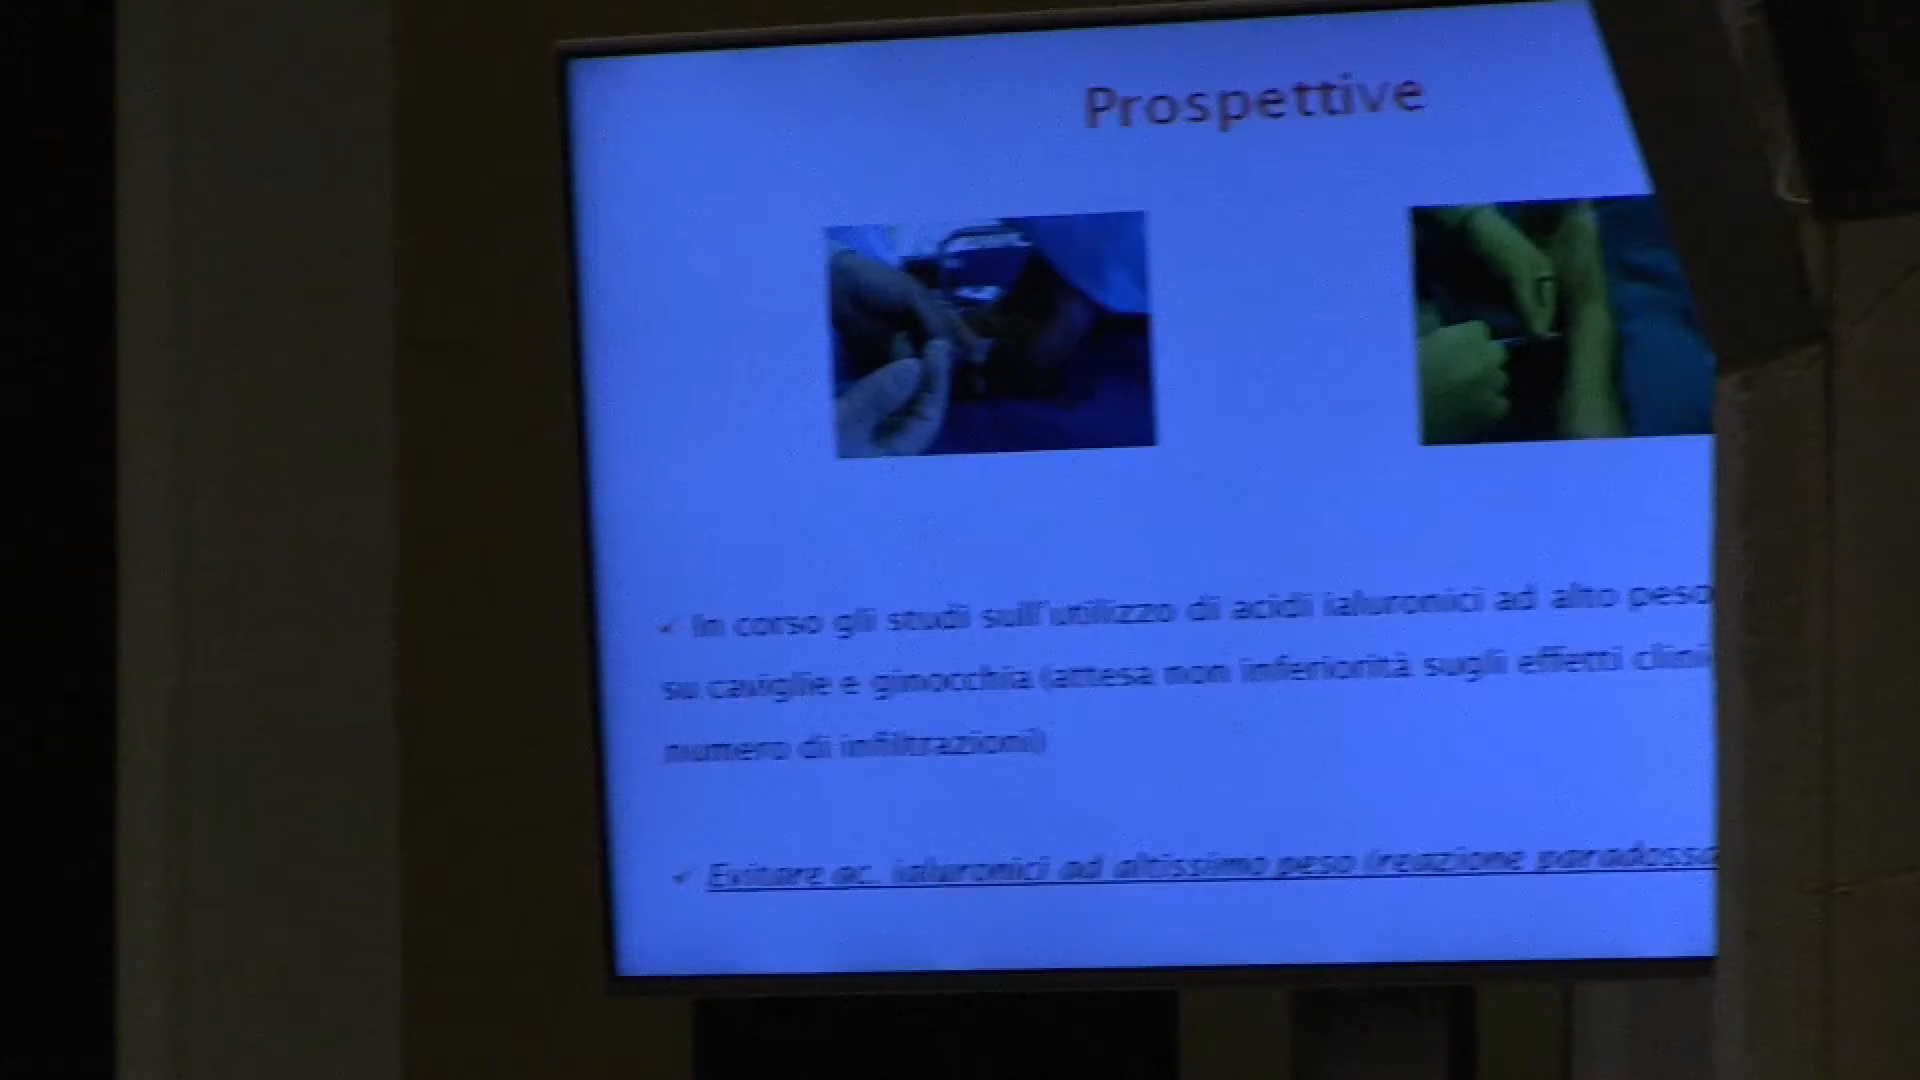 Prospettive
✓ In corso gli studi sull'utilizzo di acidi ialuronici ad alto peso
su caviglie e ginocchia (attesa non inferiorità sugli effetti clini
numero di infiltrazioni)
✓ Evitare ac. ialuronici ad altissimo peso (reazione paradossa